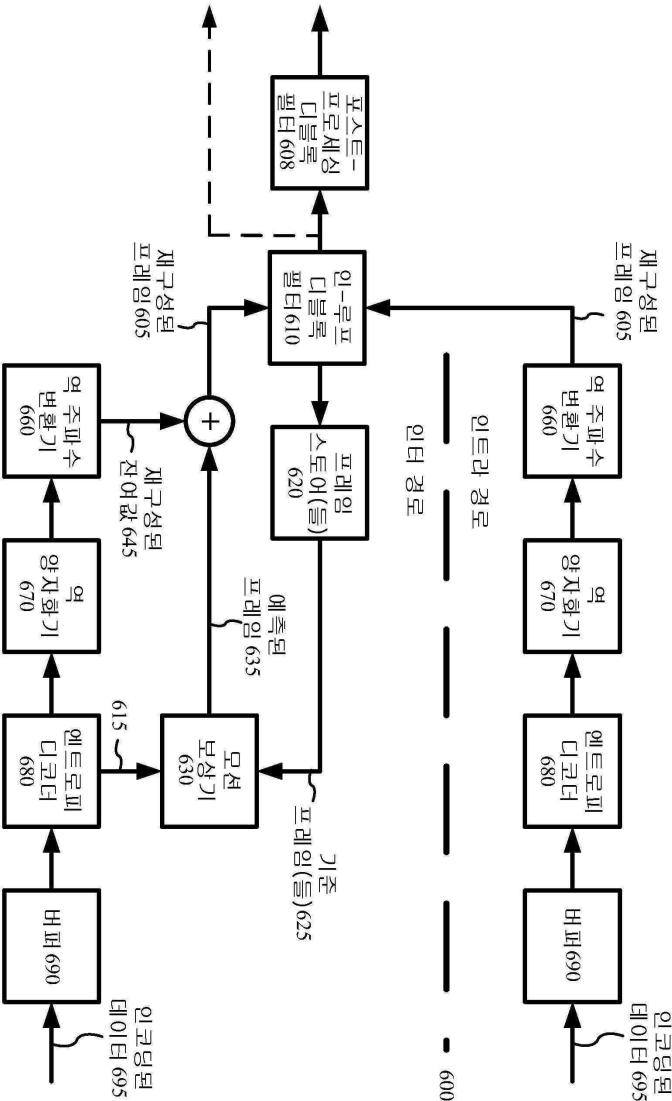 600
인코딩된
데이터 695
버퍼 690
엔트로피
디코더
680
역
양자화기
670
역 주파수
변환기
660
재구성된
프레임 605
인트라 경로
인터 경로
포스트-
프로세싱
디블록
필터 608
인-루프
디블록
필터 610
프레임
스토어(들)
620
기준
프레임(들) 625
재구성된
프레임 605
+
예측된
프레임 635
모션
보상기
630
재구성된
잔여값 645
615
역 주파수
변환기
660
역
양자화기
670
엔트로피
디코더
680
버퍼 690
인코딩된
데이터 695